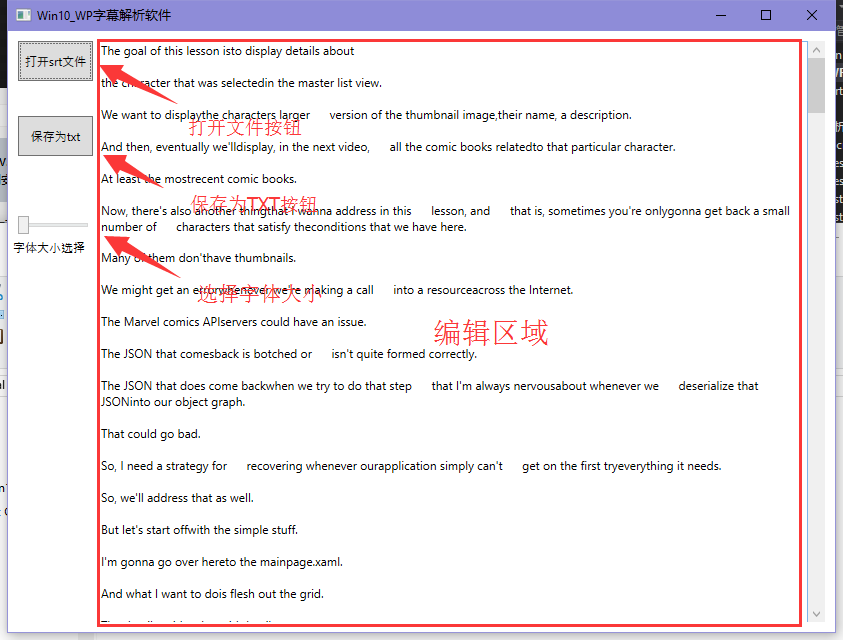 Win10_WP字幕解析软件
打开srt文件
保存为txt
字体大小选择
The goal of this lesson isto display details about
the character that was selectedin the master list view.
We want to displaythe characters larger version of the thumbnail image,their name, a description.
打开文件按钮
And then, eventually we'lldisplay, in the next video, all the comic books relatedto that particular character.
At least the mostrecent comic books.
保存为TXT按钮
Now, there's also another thingthat I wanna address in this lesson, and that is, sometimes you're onlygonna get back a small
number of characters that satisfy theconditions that we have here.
Many of them don'thave thumbnails.
We might get an errorwhenever we're making a call into a resourceacross the Internet.
选择字体大小
The Marvel comics APIservers could have an issue.
编辑区域
The JSON that comesback is botched or isn't quite formed correctly.
The JSON that does come backwhen we try to do that step that I'm always nervousabout whenever we deserialize that
JSONinto our object graph.
That could go bad.
So, I need a strategy for recovering whenever ourapplication simply can't get on the first tryeverything it needs.
So, we'll address that as well.
But let's start offwith the simple stuff.
I'm gonna go over hereto the mainpage.xaml.
And what I want to dois flesh out the grid.